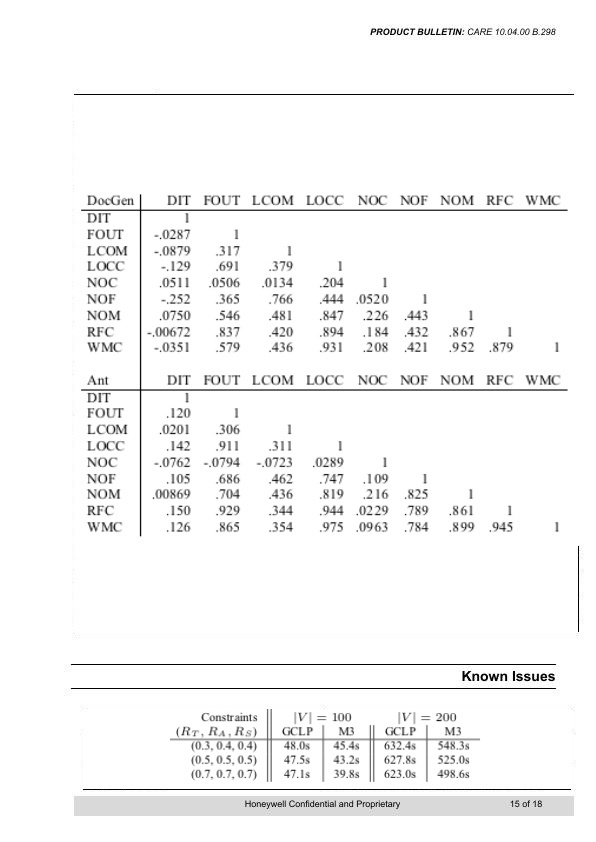 PRODUCT BULLETIN: CARE 10.04.00 B.298
DocGen DIT FOUT LCOM LOCC NOC NOF NOM RFC WMC
DIT 1
FOUT -.0287 1
LCOM -.0879 .317 1
LOCC -.129 .691 .379 1
NOC .0511 .0506 .0134 .204 1
NOF -.252 .365 .766 .444 .0520 1
NOM .0750 .546 .481 .847 .226 .443 1
RFC -.00672 .837 .420 .894 .184 .432 .867 1
WMC -.0351 .579 .436 .931 .208 .421 .952 .879 1
Ant DIT FOUT LCOM LOCC NOC NOF NOM RFC WMC
DIT 1
FOUT .120 1
LCOM .0201 .306 1
LOCC .142 .911 .311 1
NOC -.0762 -.0794 -.0723 .0289 1
NOF .105 .686 .462 .747 .109 1
NOM .00869 .704 .436 .819 .216 .825 1
RFC .150 .929 .344 .944 .0229 .789 .861 1
WMC .126 .865 .354 .975 .0963 .784 .899 .945 1
Known Issues
Constraints |V| = 100 |V| = 200
(R_T, R_A, R_S) GCLP M3 GCLP M3
(0.3, 0.4, 0.4) 48.0s 45.4s 632.4s 548.3s
(0.5, 0.5, 0.5) 47.5s 43.2s 627.8s 525.0s
(0.7, 0.7, 0.7) 47.1s 39.8s 623.0s 498.6s
Honeywell Confidential and Proprietary 15 of 18